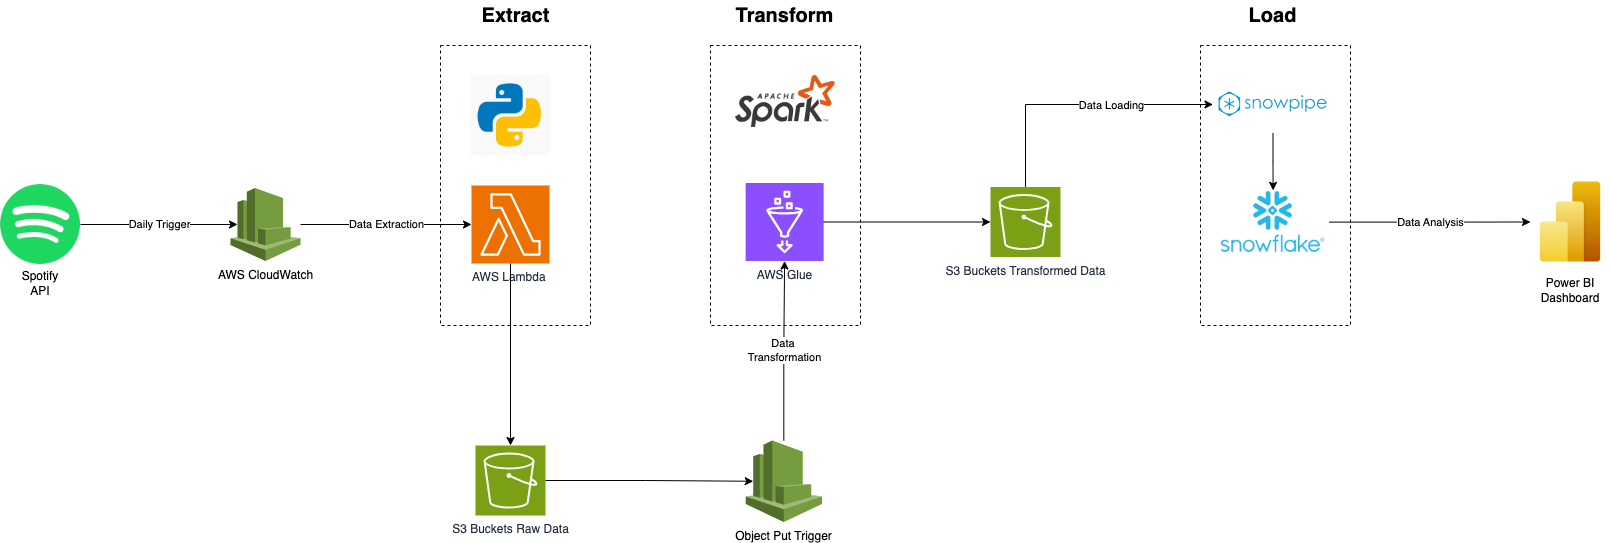 Extract
Transform
Load
APACHE
Spark™
snowpipe
Data Loading
Daily Trigger
Data Extraction
Data Analysis
snowflake®
Spotify
API
AWS CloudWatch
AWS Lambda
AWS Glue
S3 Buckets Transformed Data
Power BI
Dashboard
Data
Transformation
S3 Buckets Raw Data
Object Put Trigger